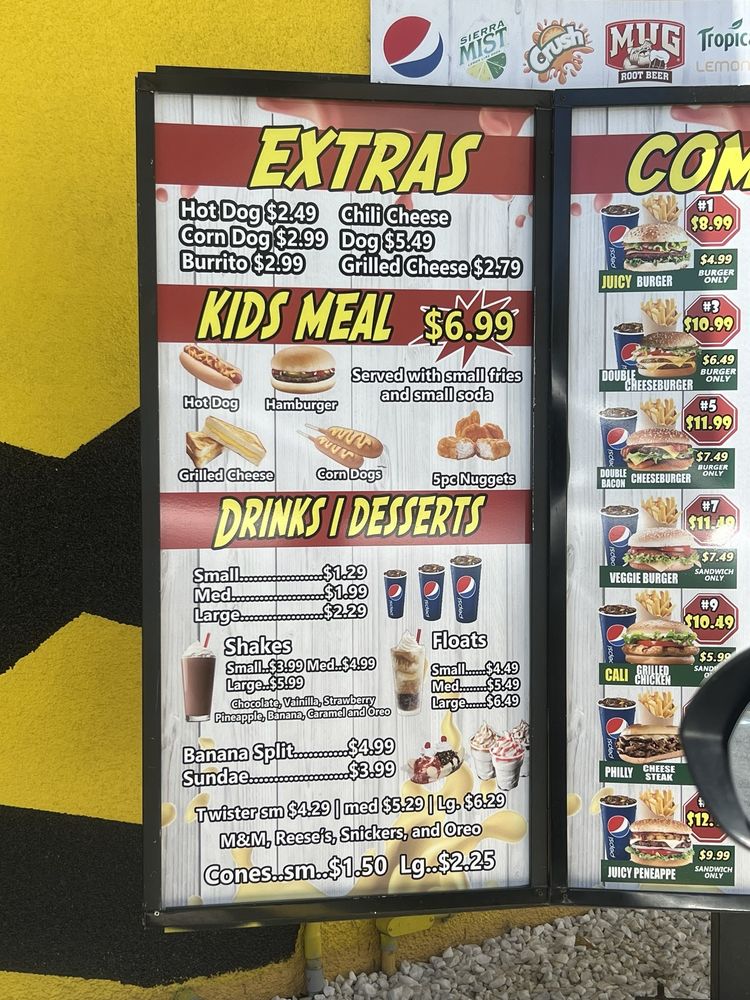 SIERRA
MIST
Crush
MUG
ROOT BEER
EXTRAS
Hot Dog $2.49
Corn Dog $2.99
Burrito $2.99
Chili Cheese
Dog $5.49
Grilled Cheese $2.79
KIDS MEAL $6.99
Served with small fries
and small soda
Hot Dog
Hamburger
Grilled Cheese
Corn Dogs
5pc Nuggets
DRINKS / DESSERTS
Small..................$1.29
Med.....................$1.99
Large...................$2.29
Shakes
Small..$3.99 Med..$4.99
Large..$5.99
Chocolate, Vainilla, Strawberry
Pineapple, Banana, Caramel and Oreo
Floats
Small......$4.49
Med........$5.49
Large......$6.49
Banana Split............$4.99
Sundae.....................$3.99
Twister sm $4.29 | med $5.29 | Lg. $6.29
M&M, Reese's, Snickers, and Oreo
Cones..sm..$1.50 Lg..$2.25
#1
$8.99
$4.99
BURGER
ONLY
JUICY BURGER
#3
$10.99
$6.49
BURGER
ONLY
DOUBLE
CHEESEBURGER
#5
$11.99
$7.49
BURGER
ONLY
DOUBLE
BACON CHEESEBURGER
#7
$11.49
$7.49
SANDWICH
ONLY
VEGGIE BURGER
#9
$10.49
$5.99
ONLY
CALI GRILLED
CHICKEN
PHILLY CHEESE
STEAK
$12.
$9.99
SANDWICH
ONLY
JUICY PENEAPPE